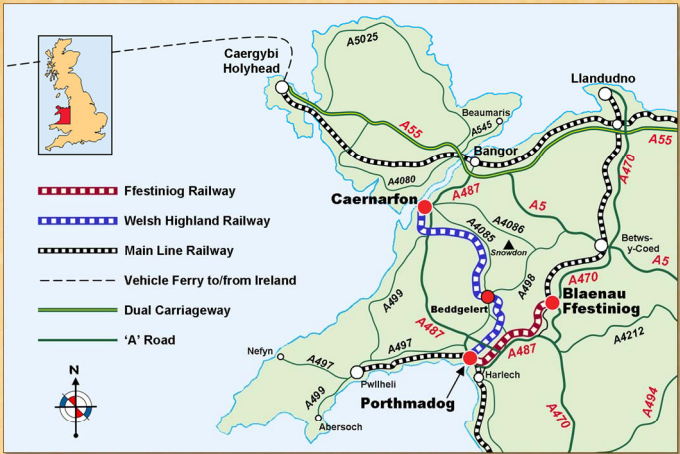 A5025
Caergybi
Holyhead
Llandudno
Beaumaris
A545
A55
Bangor
A55
A470
A4080
A487
Caernarfon
A5
A4086
A4085
Snowdon
Betws-
y-Coed
A5
A498
A470
Blaenau
Ffestiniog
Beddgelert
A499
A487
A4212
A487
Nefyn
A497
A497
Pwllheli
Harlech
A499
Porthmadog
Abersoch
A470
A494
Ffestiniog Railway
Welsh Highland Railway
Main Line Railway
Vehicle Ferry to/from Ireland
Dual Carriageway
‘A’ Road
N